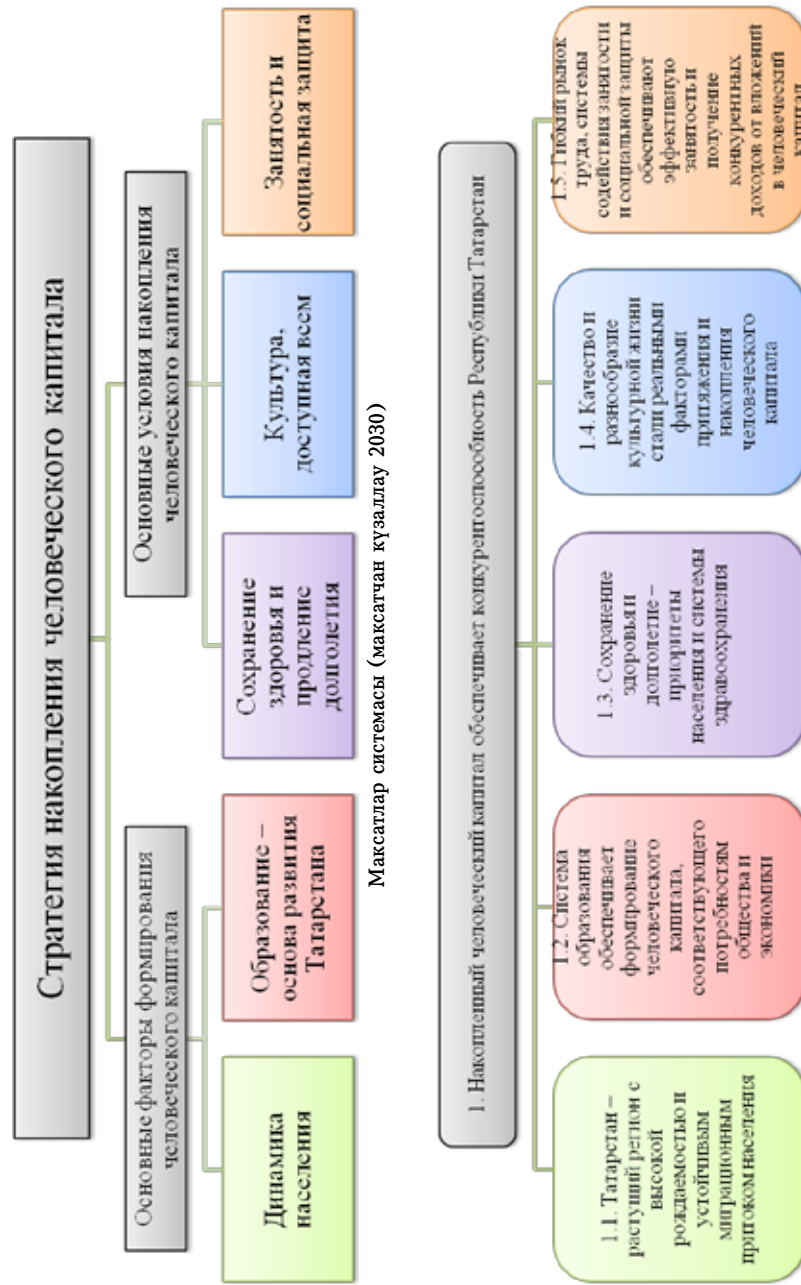 Стратегия накопления человеческого капитала
Основные факторы формирования
человеческого капитала
Основные условия накопления
человеческого капитала
Динамика
населения
Образование –
основа развития
Татарстана
Сохранение
здоровья и
продление
долголетия
Культура,
доступная всем
Занятость и
социальная защита
Максатлар системасы (максатчан күзаллау 2030)
1. Накопленный человеческий капитал обеспечивает конкурентоспособность Республики Татарстан
1.1. Татарстан –
растущий регион с
высокой
рождаемостью и
устойчивым
миграционным
притоком населения
1.2. Система
образования
обеспечивает
формирование
человеческого
капитала,
соответствующего
потребностям
общества и
экономики
1.3. Сохранение
здоровья и
долголетие –
приоритеты
населения и системы
здравоохранения
1.4. Качество и
разнообразие
культурной жизни
стали реальными
факторами
притяжения и
накопления
человеческого
капитала
1.5. Гибкий рынок
труда, системы
содействия занятости
и социальной защиты
обеспечивают
эффективную
занятость и
получение
конкурентных
доходов от вложений
в человеческий
капитал